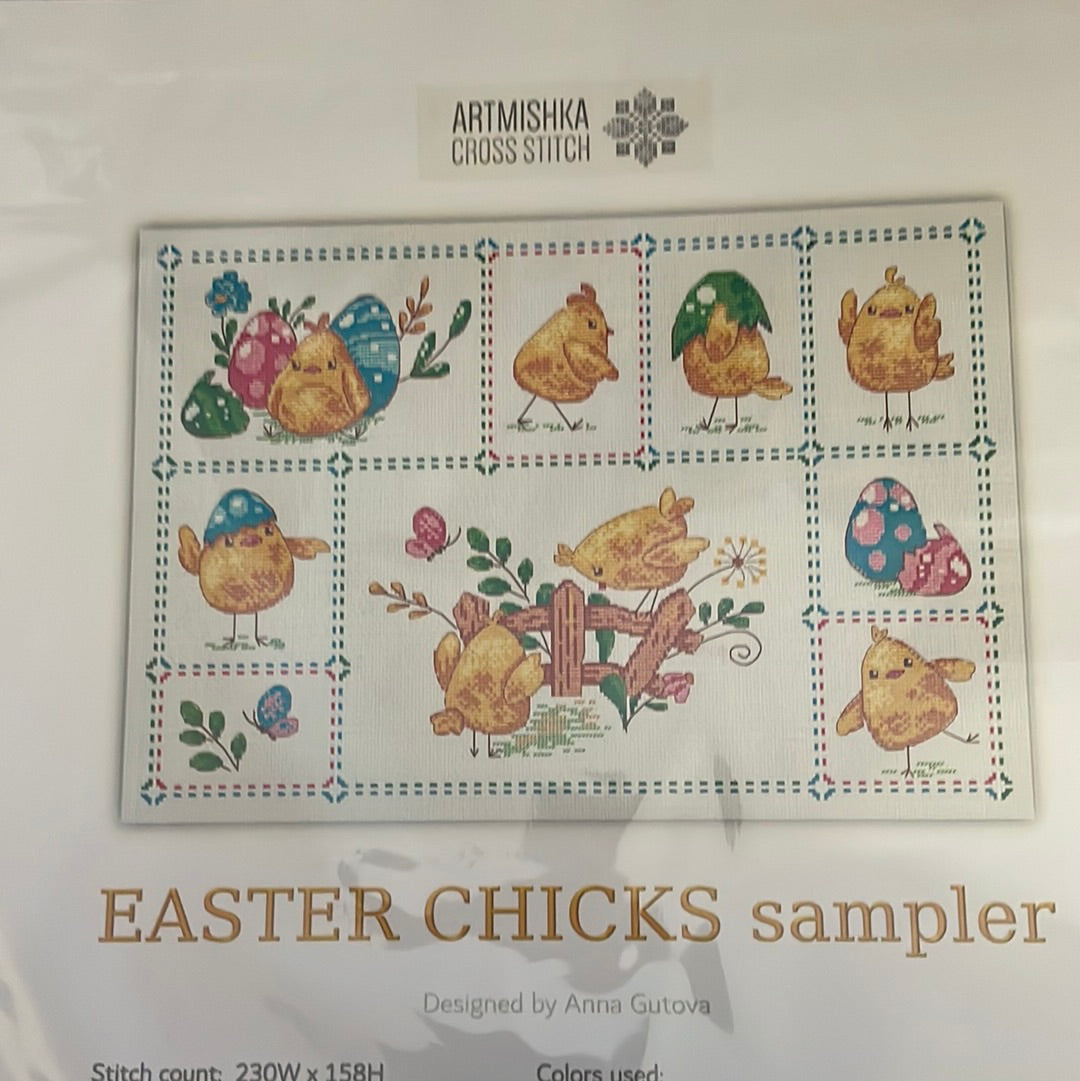 ARTMISHKA
CROSS STITCH
EASTER CHICKS sampler
Designed by Anna Gutova
Stitch count: 230W x 158H
Colors used: